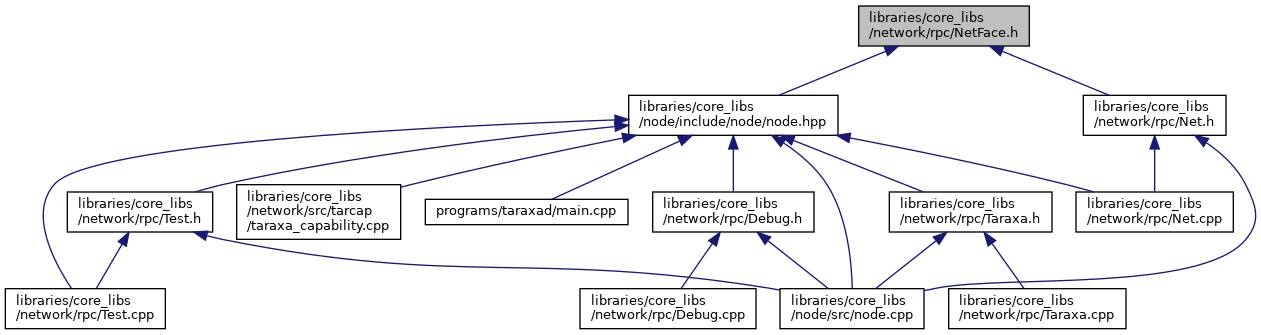 libraries/core_libs
/network/rpc/NetFace.h
libraries/core_libs
/node/include/node/node.hpp
libraries/core_libs
/network/rpc/Net.h
libraries/core_libs
/network/rpc/Test.h
libraries/core_libs
/network/src/tarcap
/taraxa_capability.cpp
programs/taraxad/main.cpp
libraries/core_libs
/network/rpc/Debug.h
libraries/core_libs
/network/rpc/Taraxa.h
libraries/core_libs
/network/rpc/Net.cpp
libraries/core_libs
/network/rpc/Test.cpp
libraries/core_libs
/network/rpc/Debug.cpp
libraries/core_libs
/node/src/node.cpp
libraries/core_libs
/network/rpc/Taraxa.cpp